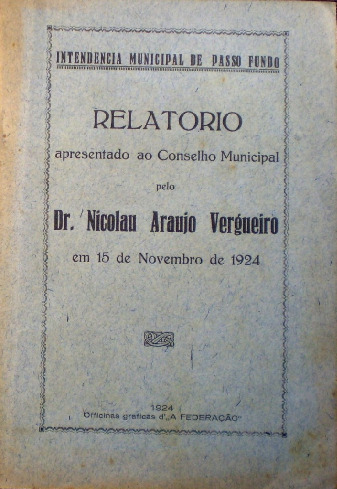 INTENDENCIA MUNICIPAL DE PASSO FUNDO
RELATORIO
apresentado ao Conselho Municipal
pelo
Dr. Nicolau Araujo Vergueiro
em 15 de Novembro de 1924
1924
Officinas graficas d'„A FEDERAÇÃO"